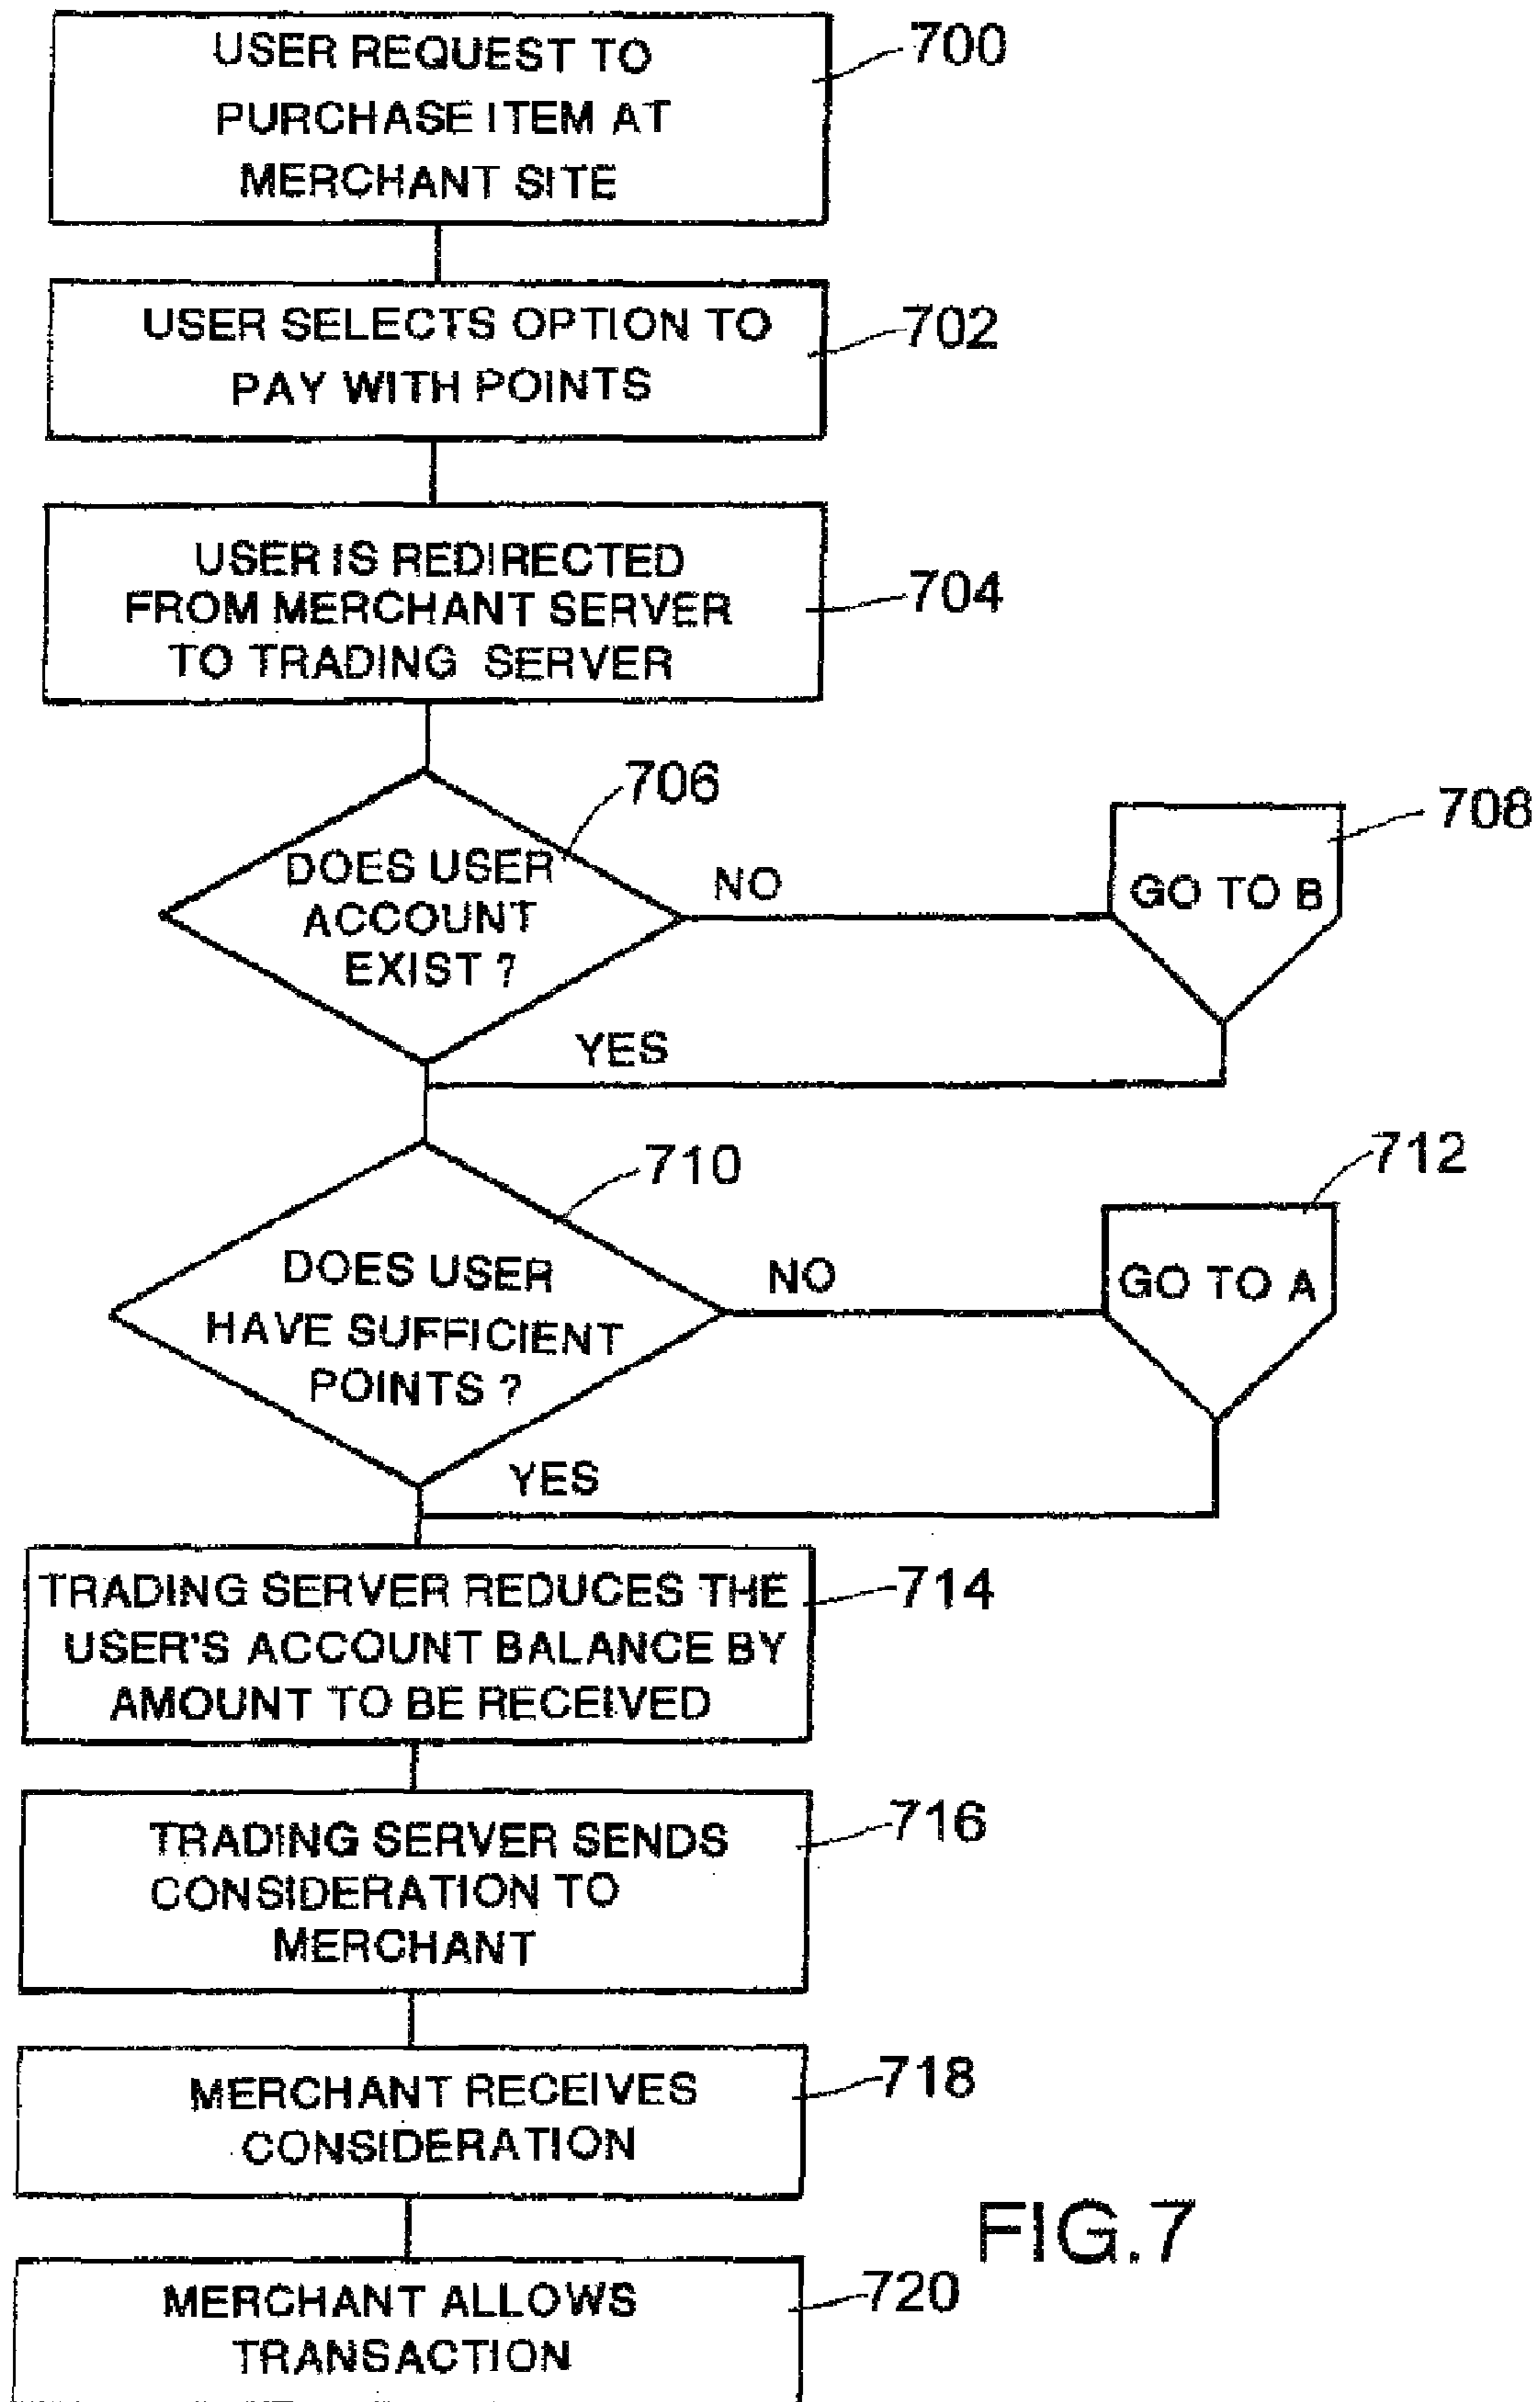 USER REQUEST TO
PURCHASE ITEM AT
MERCHANT SITE
700
USER SELECTS OPTION TO
PAY WITH POINTS
702
USER IS REDIRECTED
FROM MERCHANT SERVER
TO TRADING SERVER
704
DOES USER
ACCOUNT
EXIST ?
706
NO
GO TO B
708
YES
DOES USER
HAVE SUFFICIENT
POINTS ?
710
NO
GO TO A
712
YES
TRADING SERVER REDUCES THE
USER'S ACCOUNT BALANCE BY
AMOUNT TO BE RECEIVED
714
TRADING SERVER SENDS
CONSIDERATION TO
MERCHANT
716
MERCHANT RECEIVES
CONSIDERATION
718
MERCHANT ALLOWS
TRANSACTION
720
FIG.7